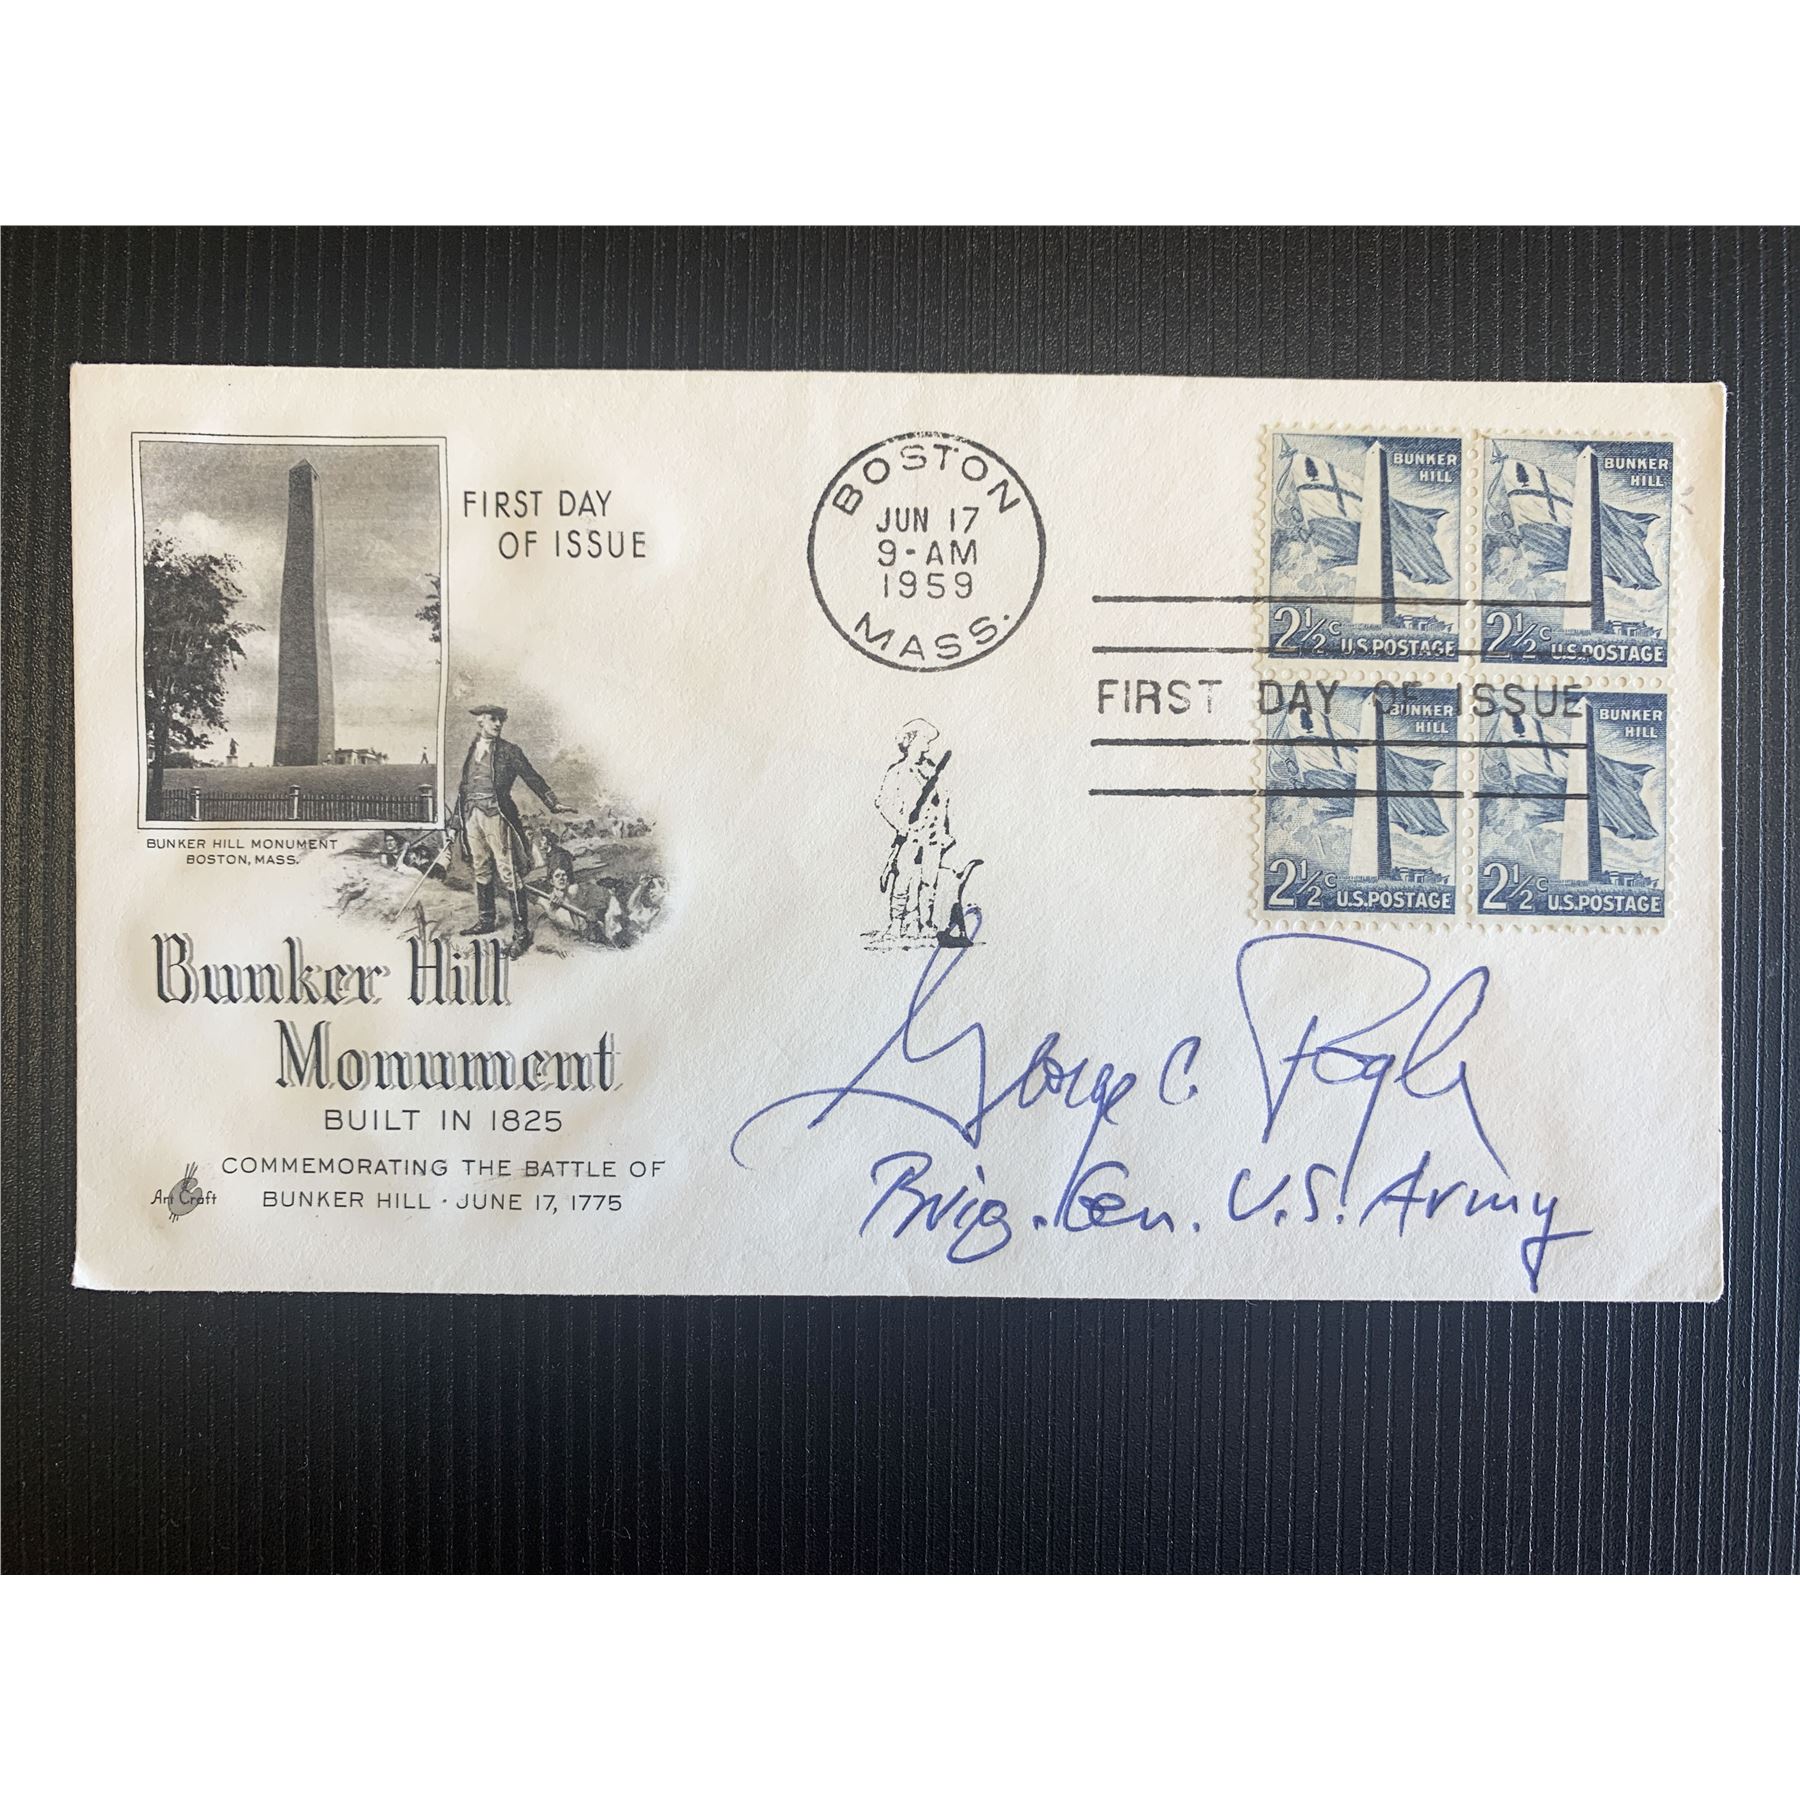 FIRST DAY
OF ISSUE
BUNKER HILL MONUMENT
BOSTON, MASS.
Bunker Hill
Monument
BUILT IN 1825
COMMEMORATING THE BATTLE OF
BUNKER HILL · JUNE 17, 1775
Art Craft
BOSTON
JUN 17
9-AM
1959
MASS.
BUNKER
HILL
2½c U.S.POSTAGE
BUNKER
HILL
2½c U.S.POSTAGE
FIRST DAY OF ISSUE
BUNKER
HILL
2½c U.S.POSTAGE
BUNKER
HILL
2½c U.S.POSTAGE
George C.
Brig. Gen. U.S. Army